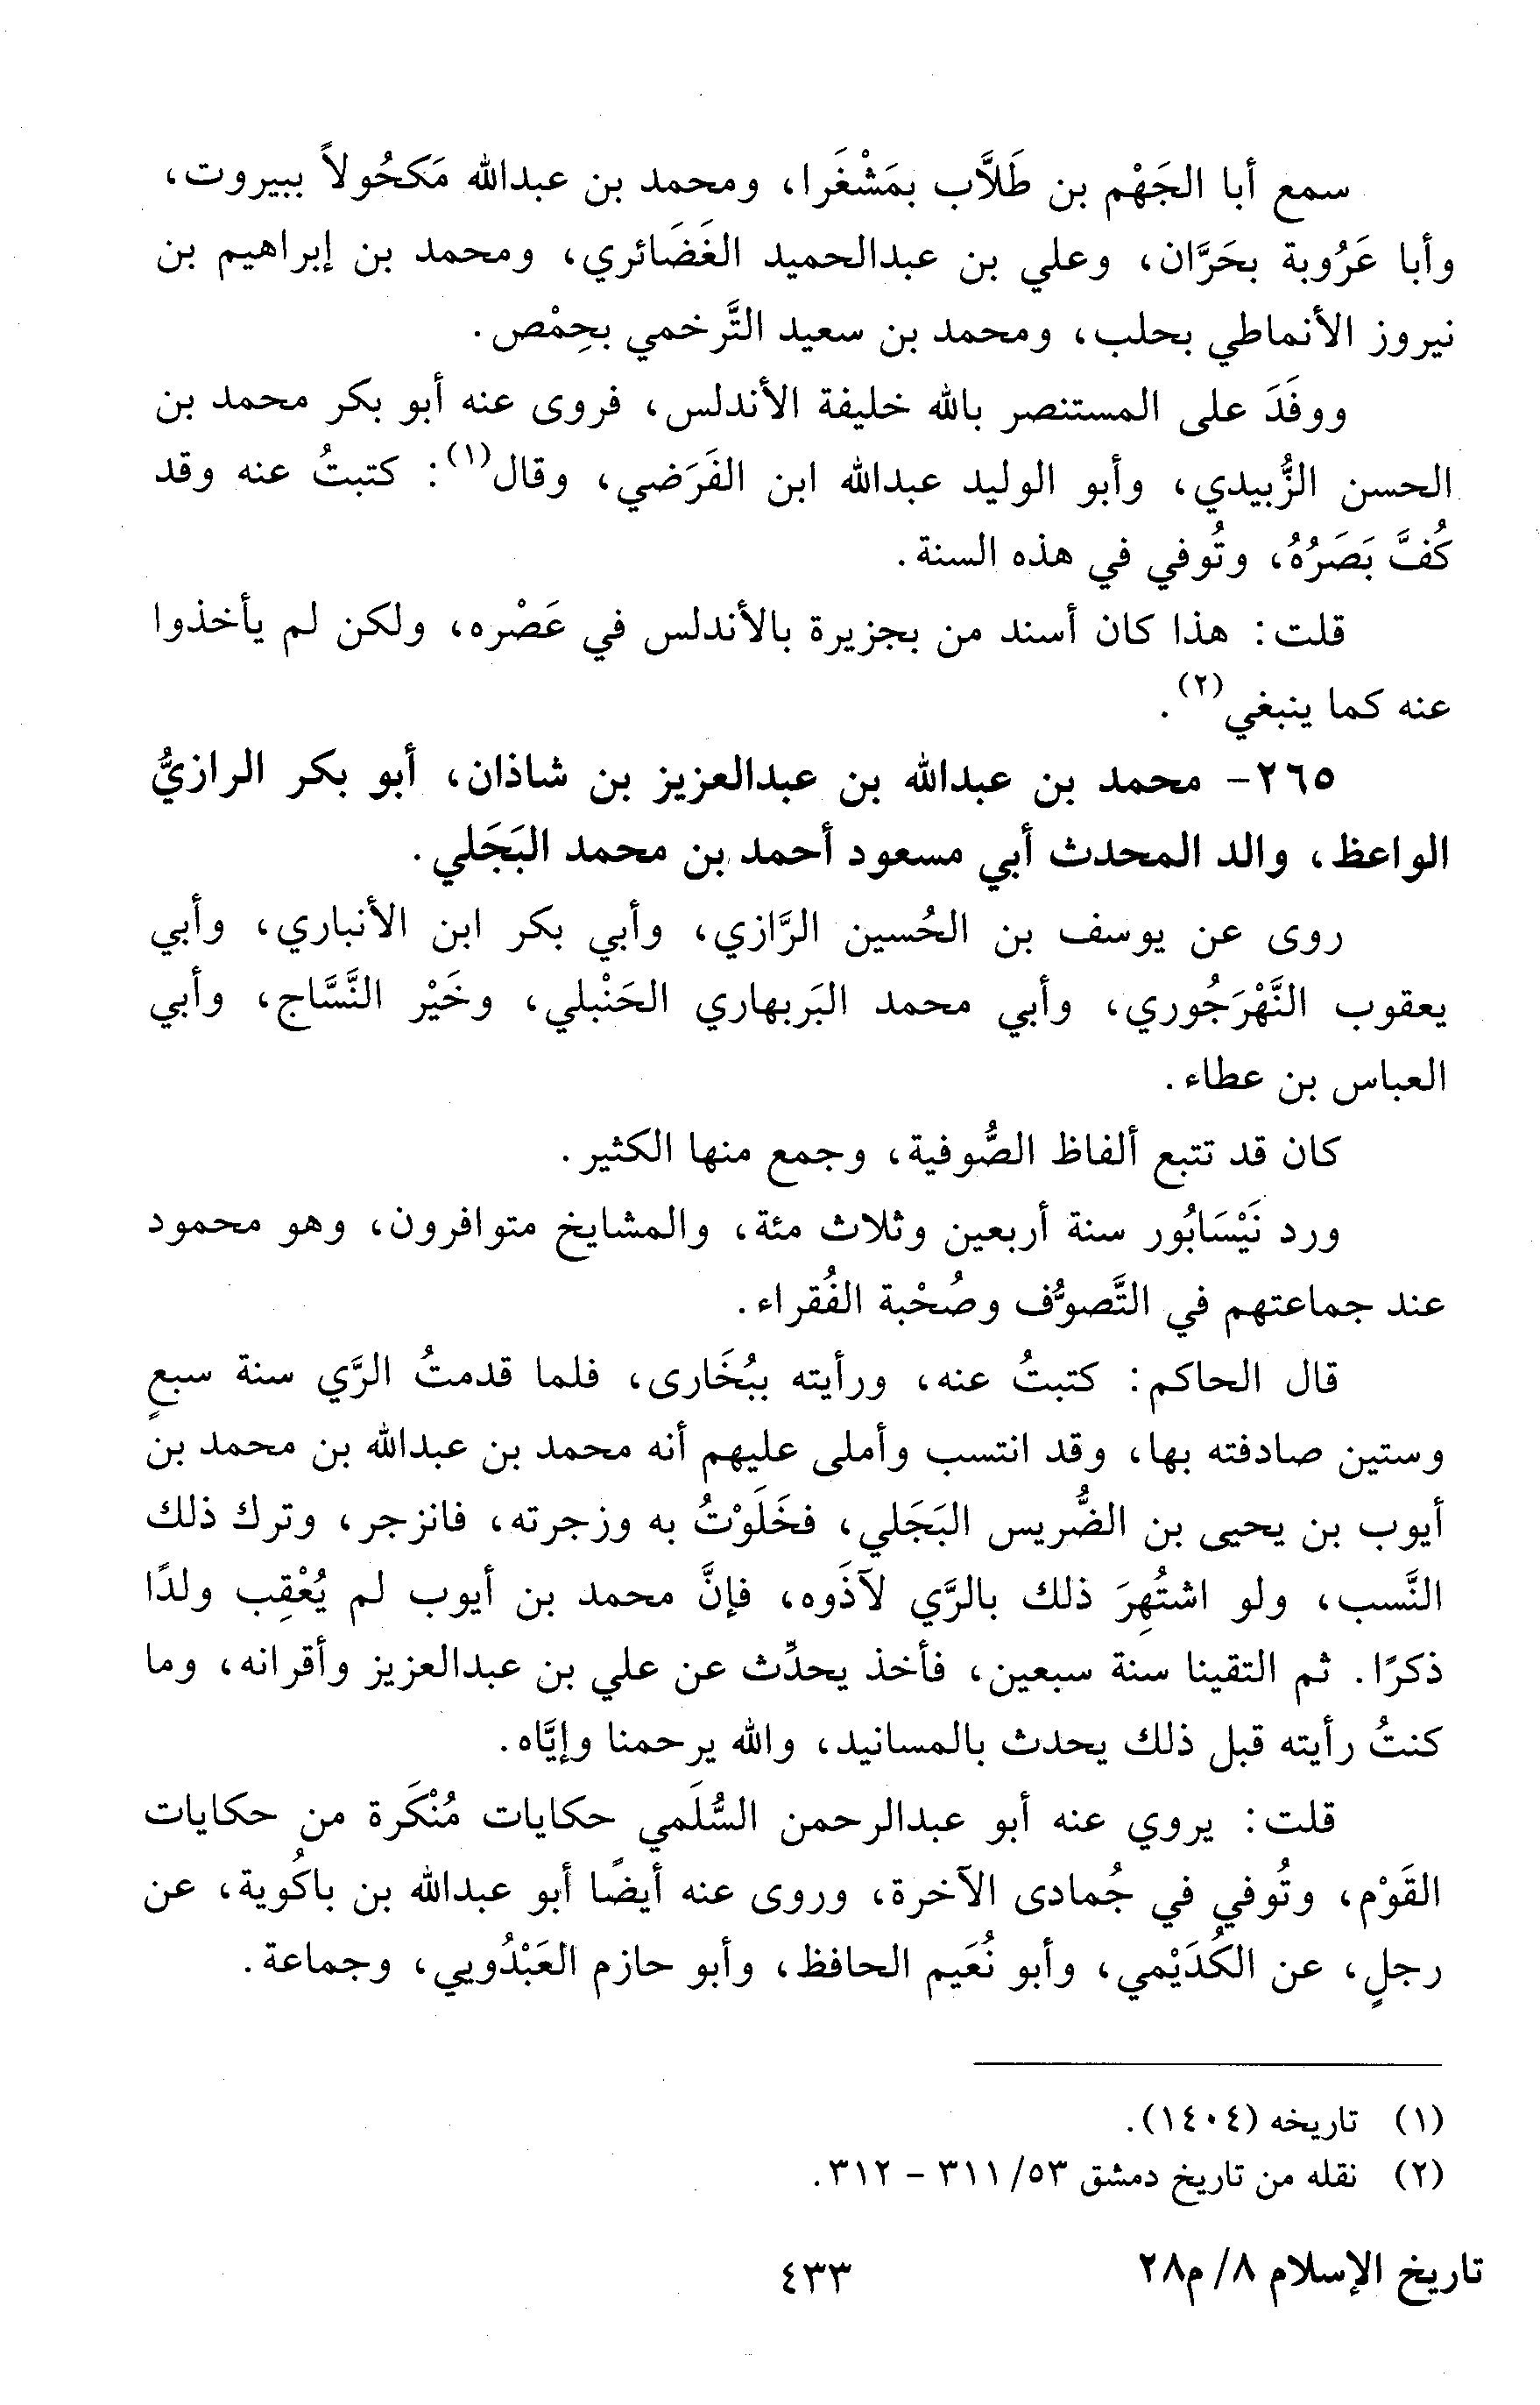 سمع أبا الجَهْم بن طَلاَّب بمَشْغَرا، ومحمد بن عبدالله مَكحُولاً ببيروت،
وأبا عَرُوبة بحَرَّان، وعلي بن عبدالحميد الغَضَائري، ومحمد بن إبراهيم بن
نيروز الأنماطي بحلب، ومحمد بن سعيد التَّرخمي بحِمْص.
ووفَدَ على المستنصر بالله خليفة الأندلس، فروى عنه أبو بكر محمد بن
الحسن الزُّبيدي، وأبو الوليد عبدالله ابن الفَرَضي، وقال(١): كتبتُ عنه وقد
كُفَّ بَصَرُهُ، وتُوفي في هذه السنة.
قلت: هذا كان أسند من بجزيرة بالأندلس في عَصْره، ولكن لم يأخذوا
عنه كما ينبغي(٢).
٢٦٥- محمد بن عبدالله بن عبدالعزيز بن شاذان، أبو بكر الرازيُّ
الواعظ، والد المحدث أبي مسعود أحمد بن محمد البَجَلي.
روى عن يوسف بن الحُسين الرَّازي، وأبي بكر ابن الأنباري، وأبي
يعقوب النَّهْرَجُوري، وأبي محمد البَربهاري الحَنْبلي، وخَيْر النَّسَّاج، وأبي
العباس بن عطاء.
كان قد تتبع ألفاظ الصُّوفية، وجمع منها الكثير.
ورد نَيْسَابُور سنة أربعين وثلاث مئة، والمشايخ متوافرون، وهو محمود
عند جماعتهم في التَّصوُّف وصُحْبة الفُقراء.
قال الحاكم: كتبتُ عنه، ورأيته ببُخَارى، فلما قدمتُ الرَّي سنة سبعٍ
وستين صادفته بها، وقد انتسب وأملى عليهم أنه محمد بن عبدالله بن محمد بن
أيوب بن يحيى بن الضُّريس البَجَلي، فخَلَوْتُ به وزجرته، فانزجر، وترك ذلك
النَّسب، ولو اشتُهِرَ ذلك بالرَّي لآذَوه، فإنَّ محمد بن أيوب لم يُعْقِب ولدًا
ذكرًا. ثم التقينا سنة سبعين، فأخذ يحدِّث عن علي بن عبدالعزيز وأقرانه، وما
كنتُ رأيته قبل ذلك يحدث بالمسانيد، والله يرحمنا وإيَّاه.
قلت: يروي عنه أبو عبدالرحمن السُّلَمي حكايات مُنْكَرة من حكايات
القَوْم، وتُوفي في جُمادى الآخرة، وروى عنه أيضًا أبو عبدالله بن باكُوية، عن
رجلٍ، عن الكُدَيْمي، وأبو نُعَيم الحافظ، وأبو حازم العَبْدُويي، وجماعة.
(١) تاريخه (١٤٠٤).
(٢) نقله من تاريخ دمشق ٥٣/ ٣١١ – ٣١٢.
تاريخ الإسلام ٨/ م٢٨
٤٣٣